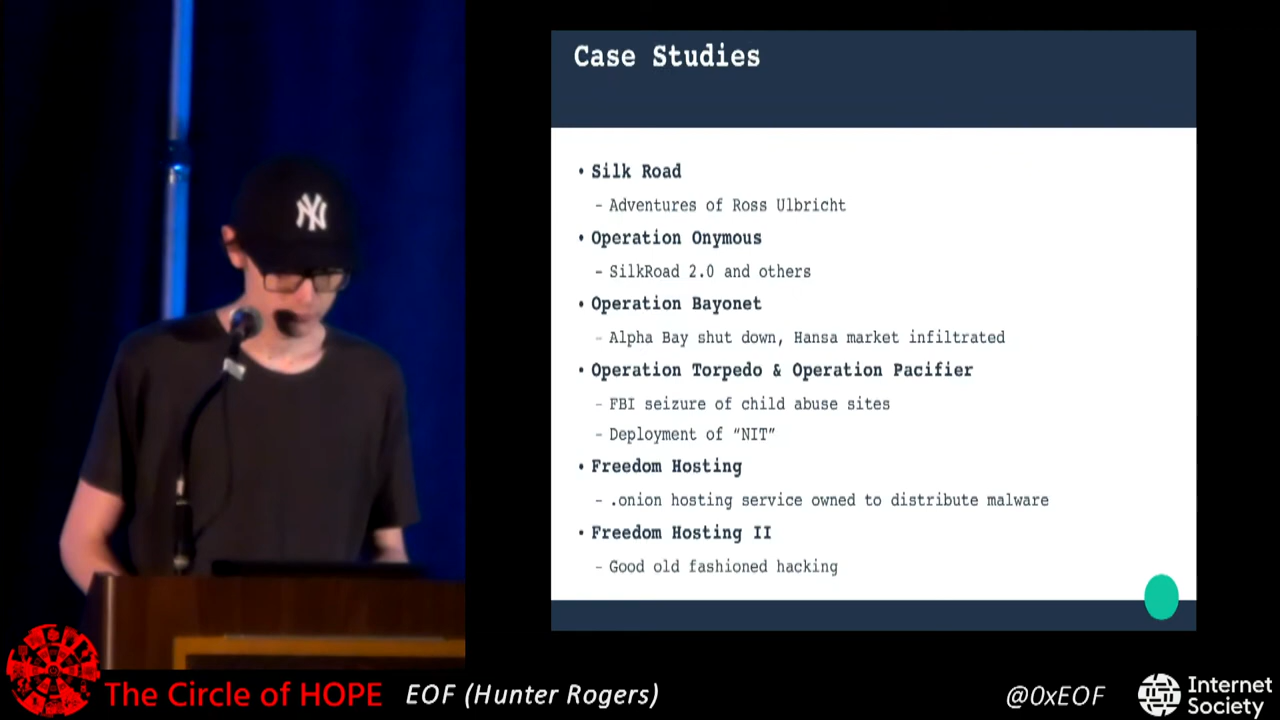 Case Studies
• Silk Road
– Adventures of Ross Ulbricht
• Operation Onymous
– SilkRoad 2.0 and others
• Operation Bayonet
– Alpha Bay shut down, Hansa market infiltrated
• Operation Torpedo & Operation Pacifier
– FBI seizure of child abuse sites
– Deployment of “NIT”
• Freedom Hosting
– .onion hosting service owned to distribute malware
• Freedom Hosting II
– Good old fashioned hacking
NY
The Circle of HOPE
EOF (Hunter Rogers)
@0xEOF
Internet
Society